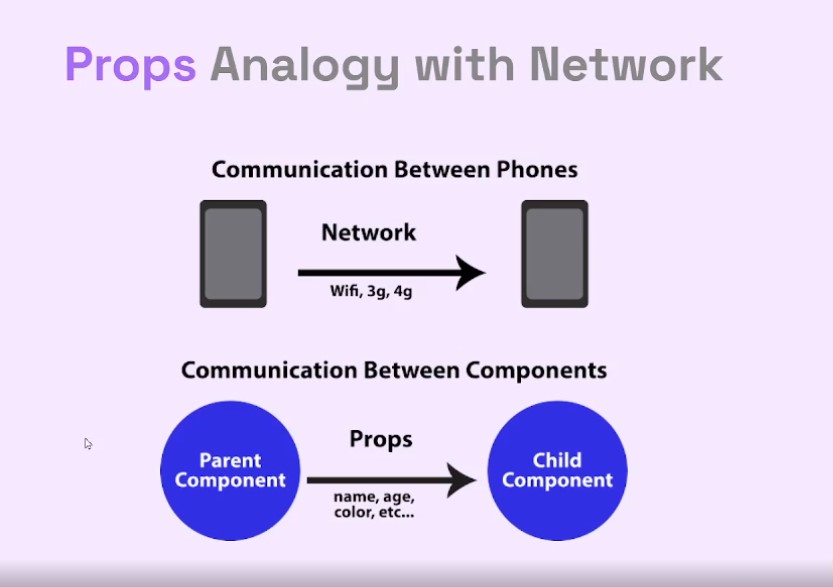 Props Analogy with Network
Communication Between Phones
Network
Wifi, 3g, 4g
Communication Between Components
Parent
Component
Props
name, age,
color, etc...
Child
Component